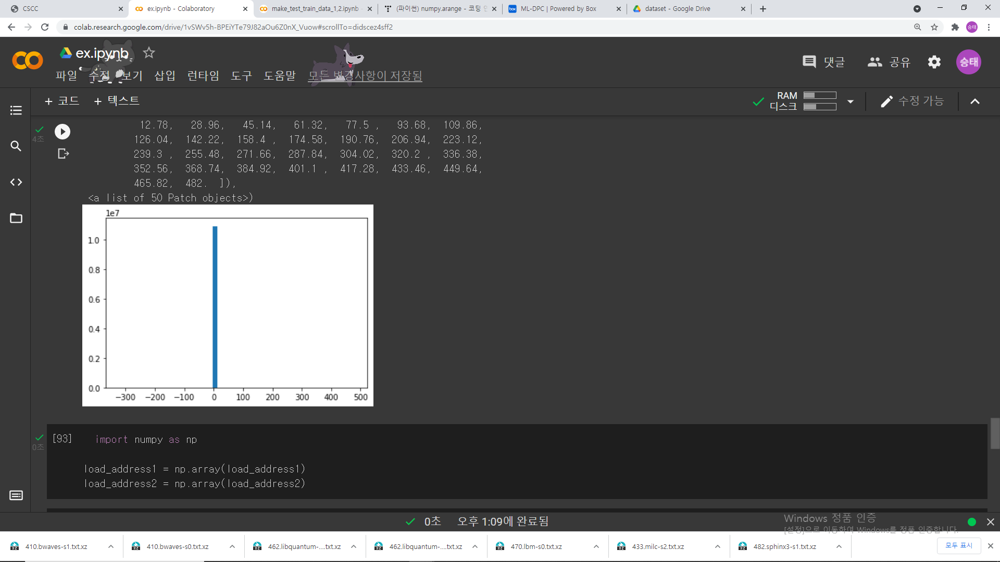 CSCC
ex.ipynb - Colaboratory
make_test_train_data_1,2.ipynb
(파이썬) numpy.arange - 코딩
ML-DPC | Powered by Box
dataset - Google Drive
colab.research.google.com/drive/1vSWv5h-BPEiYTe79J82aOu6Z0nX_Vuow#scrollTo=didscez4sff2
승태
ex.ipynb
댓글
공유
승태
파일 수정 보기 삽입 런타임 도구 도움말 모든 변경사항이 저장됨
+ 코드 + 텍스트
RAM
디스크
수정 가능
4초
12.78, 28.96, 45.14, 61.32, 77.5 , 93.68, 109.86,
126.04, 142.22, 158.4 , 174.58, 190.76, 206.94, 223.12,
239.3 , 255.48, 271.66, 287.84, 304.02, 320.2 , 336.38,
352.56, 368.74, 384.92, 401.1 , 417.28, 433.46, 449.64,
465.82, 482. ]),
<a list of 50 Patch objects>)
1e7
1.0
0.8
0.6
0.4
0.2
0.0
−300 −200 −100 0 100 200 300 400 500
0초
[93] import numpy as np
load_address1 = np.array(load_address1)
load_address2 = np.array(load_address2)
0초 오후 1:09에 완료됨
Windows 정품 인증
[설정]으로 이동하여 Windows를 정품 인증합니다.
410.bwaves-s1.txt.xz
410.bwaves-s0.txt.xz
462.libquantum-....txt.xz
462.libquantum-....txt.xz
470.lbm-s0.txt.xz
433.milc-s2.txt.xz
482.sphinx3-s1.txt.xz
모두 표시